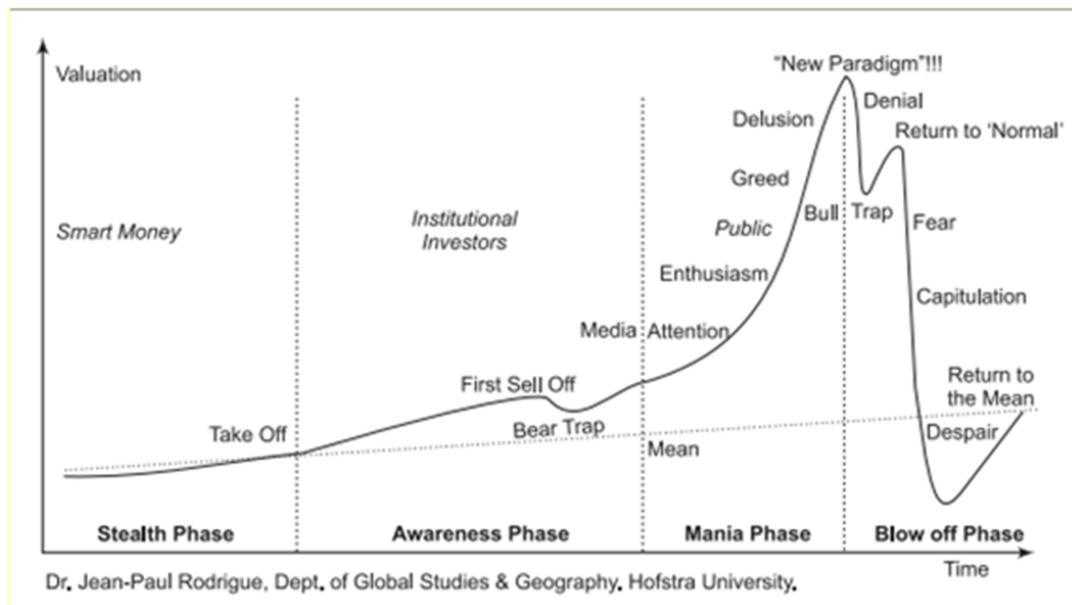 Valuation
"New Paradigm"!!!
Denial
Delusion
Return to 'Normal'
Greed
Smart Money
Institutional
Investors
Public
Bull Trap
Fear
Enthusiasm
Capitulation
Media Attention
First Sell Off
Return to
the Mean
Take Off
Bear Trap
Despair
Mean
Stealth Phase
Awareness Phase
Mania Phase
Blow off Phase
Time
Dr. Jean-Paul Rodrigue, Dept. of Global Studies & Geography, Hofstra University.